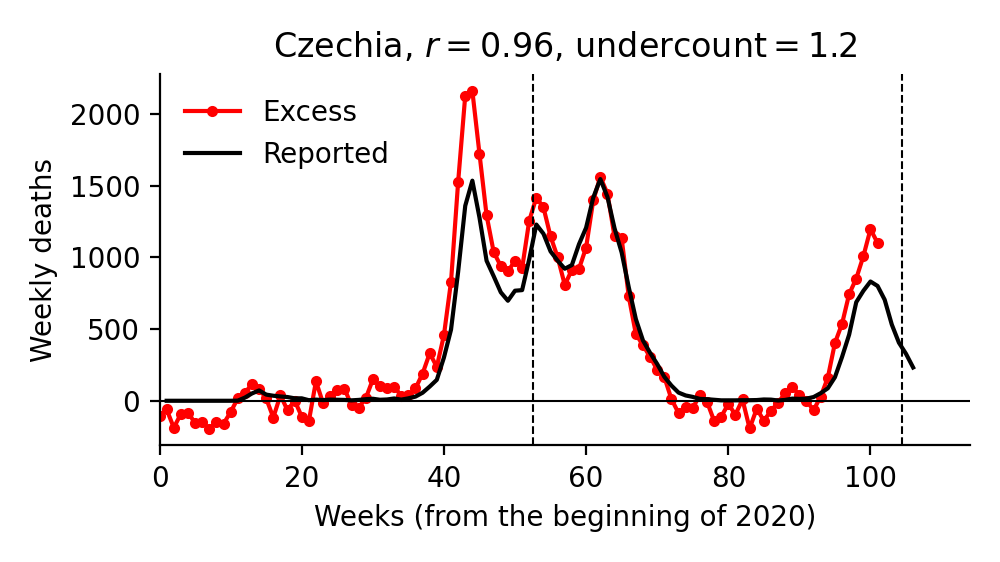 Czechia, r = 0.96, undercount = 1.2
Excess
Reported
Weekly deaths
2000
1500
1000
500
0
0 20 40 60 80 100
Weeks (from the beginning of 2020)